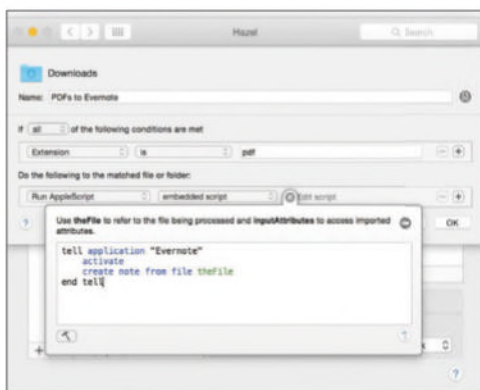 Hazel
Search
Downloads
Name: PDFs to Evernote
If all of the following conditions are met
Extension is pdf
Do the following to the matched file or folder:
Run AppleScript embedded script Edit script
? OK
Use theFile to refer to the file being processed and inputAttributes to access imported
attributes.
tell application "Evernote"
activate
create note from file theFile
end tell
?
?